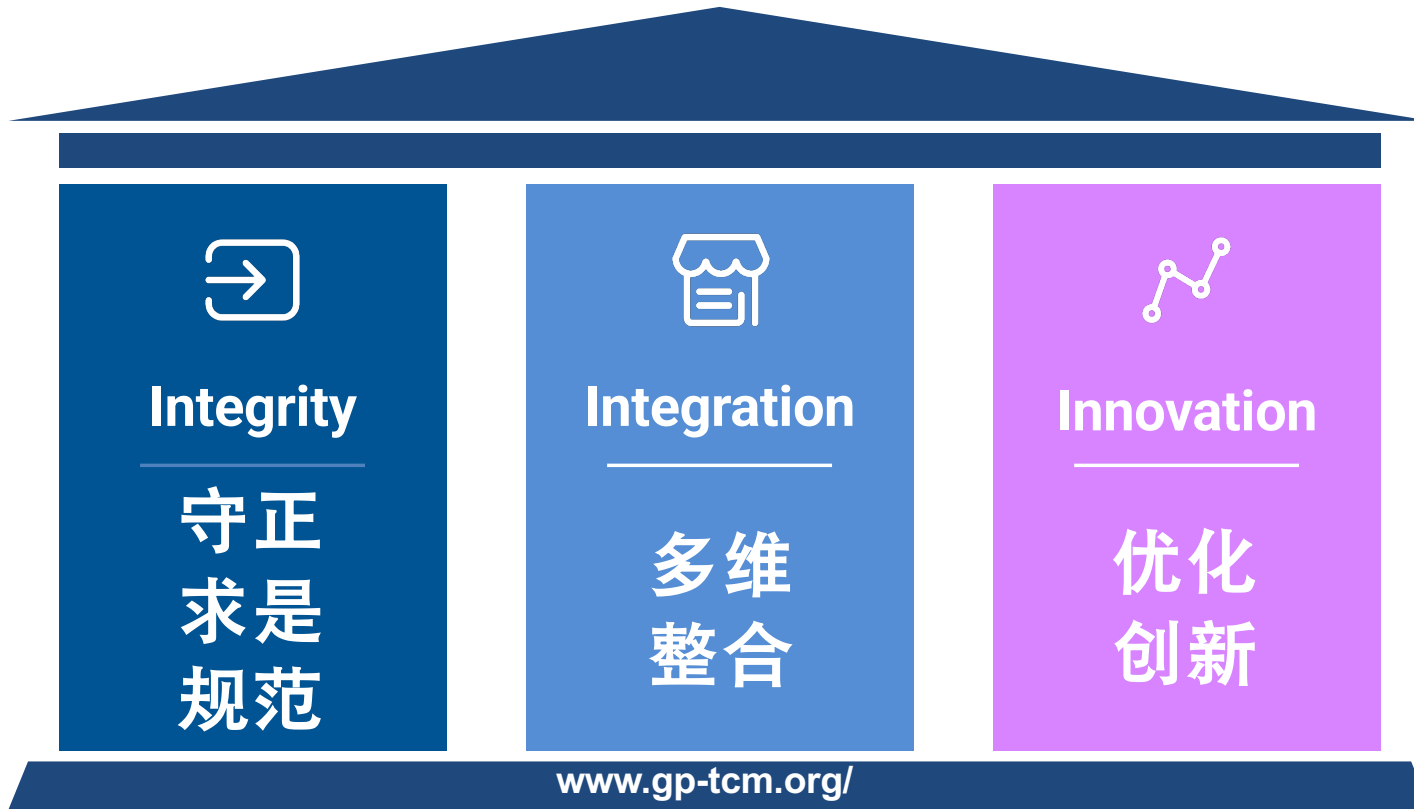 Integrity
守正
求是
规范
Integration
多维
整合
Innovation
优化
创新
www.gp-tcm.org/